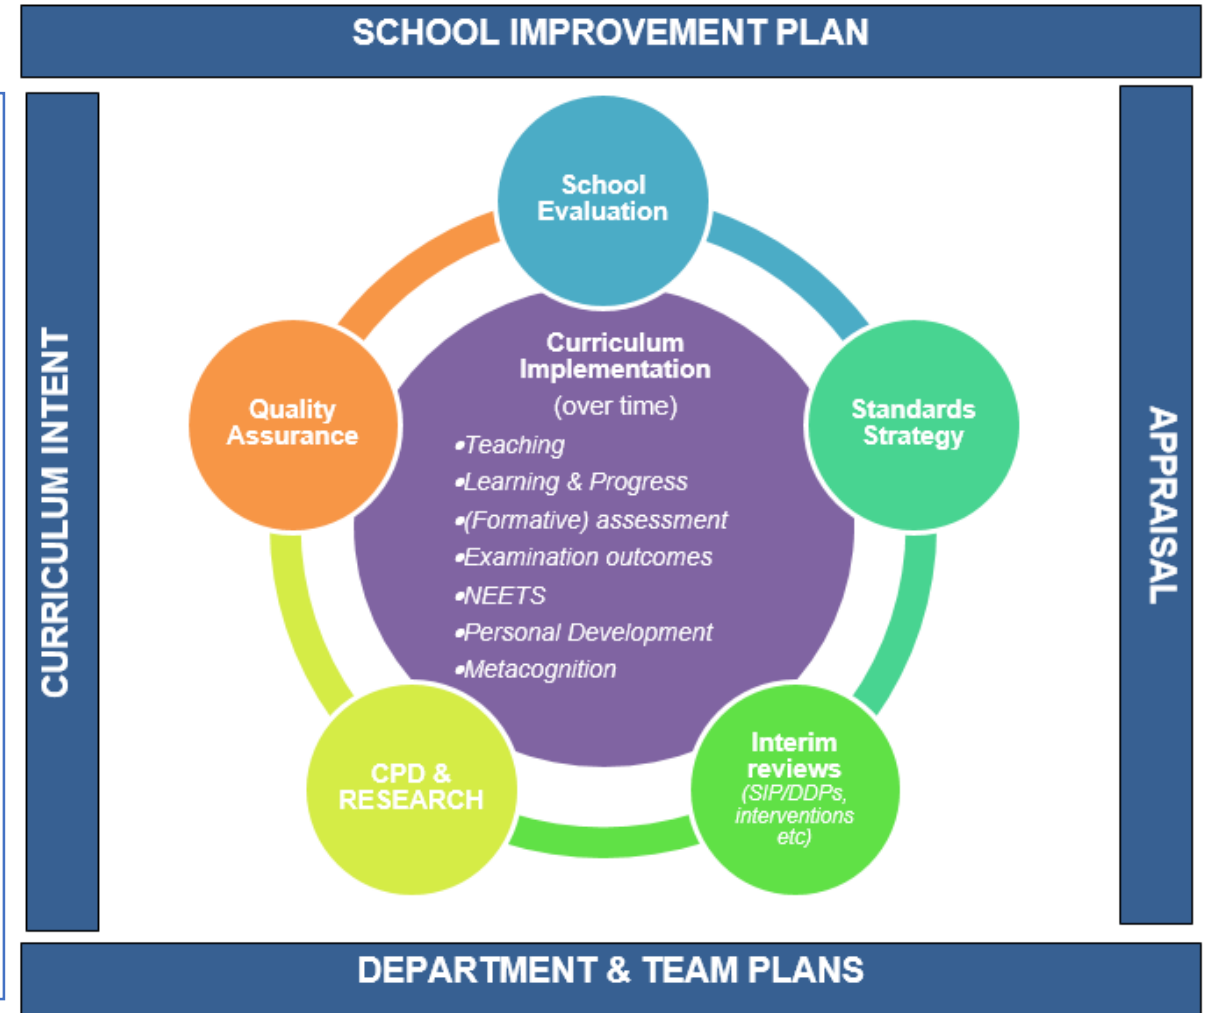 SCHOOL IMPROVEMENT PLAN
CURRICULUM INTENT
School
Evaluation
Quality
Assurance
Curriculum
Implementation
(over time)
•Teaching
•Learning & Progress
•(Formative) assessment
•Examination outcomes
•NEETS
•Personal Development
•Metacognition
Standards
Strategy
CPD &
RESEARCH
Interim
reviews
(SIP/DDPs,
interventions
etc)
APPRAISAL
DEPARTMENT & TEAM PLANS